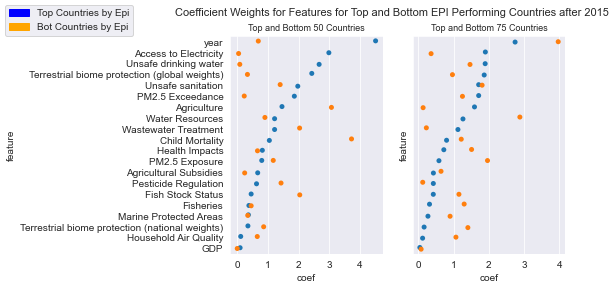 Top Countries by Epi
Bot Countries by Epi
Coefficient Weights for Features for Top and Bottom EPI Performing Countries after 2015
Top and Bottom 50 Countries
Top and Bottom 75 Countries
feature
year
Access to Electricity
Unsafe drinking water
Terrestrial biome protection (global weights)
Unsafe sanitation
PM2.5 Exceedance
Agriculture
Water Resources
Wastewater Treatment
Child Mortality
Health Impacts
PM2.5 Exposure
Agricultural Subsidies
Pesticide Regulation
Fish Stock Status
Fisheries
Marine Protected Areas
Terrestrial biome protection (national weights)
Household Air Quality
GDP
0 1 2 3 4
coef
feature
0 1 2 3 4
coef